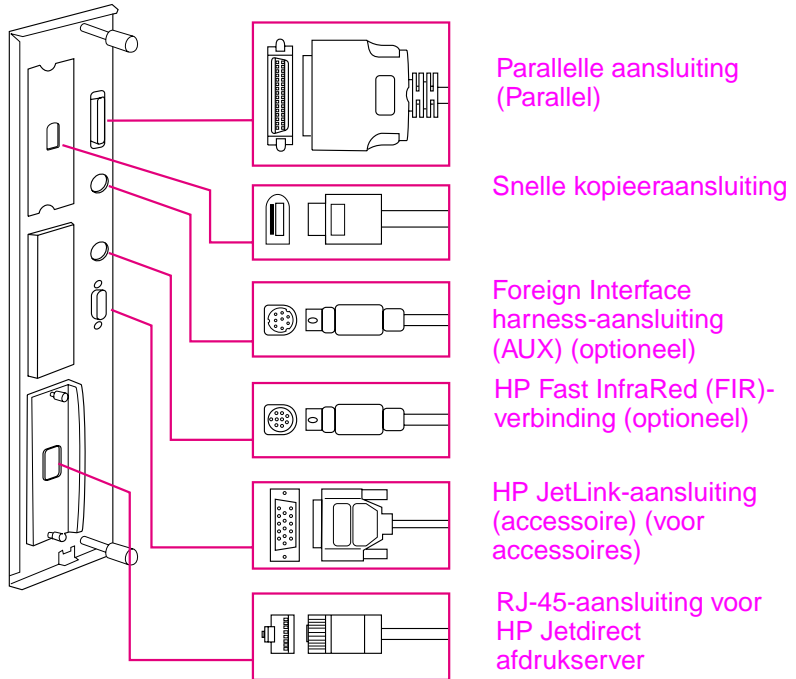 Parallelle aansluiting
(Parallel)
Snelle kopieeraansluiting
Foreign Interface
harness-aansluiting
(AUX) (optioneel)
HP Fast InfraRed (FIR)-
verbinding (optioneel)
HP JetLink-aansluiting
(accessoire) (voor
accessoires)
RJ-45-aansluiting voor
HP Jetdirect
afdrukserver